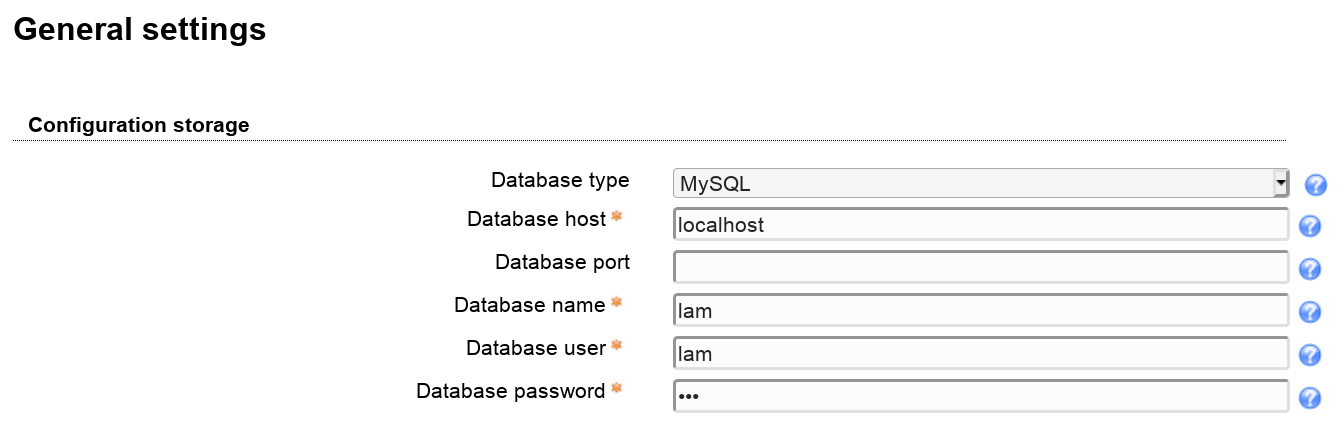 General settings
Configuration storage
Database type MySQL
Database host * localhost
Database port
Database name * lam
Database user * lam
Database password * •••